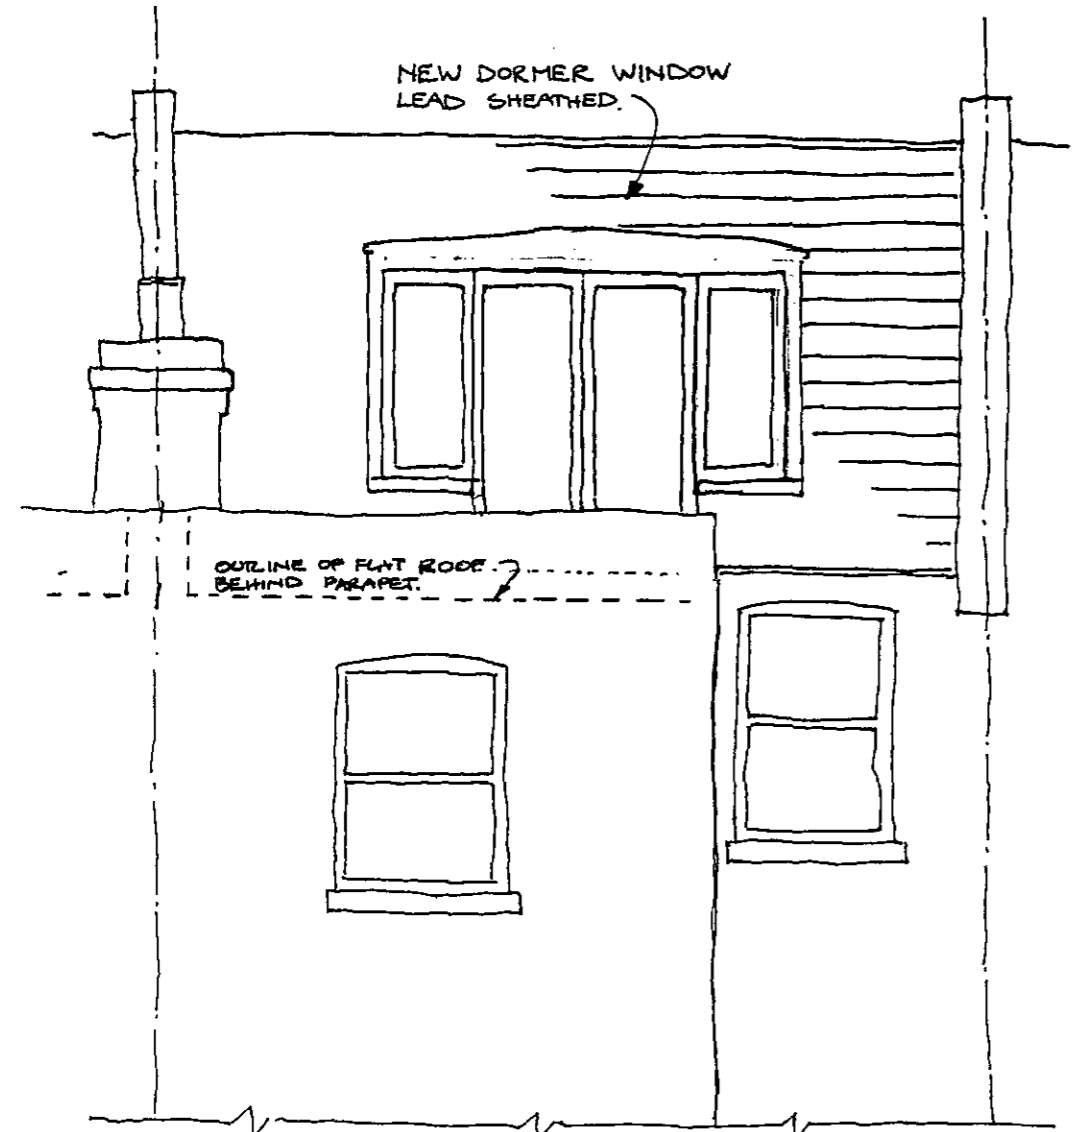 NEW DORMER WINDOW
LEAD SHEATHED.
OUTLINE OF FLAT ROOF.
BEHIND PARAPET.